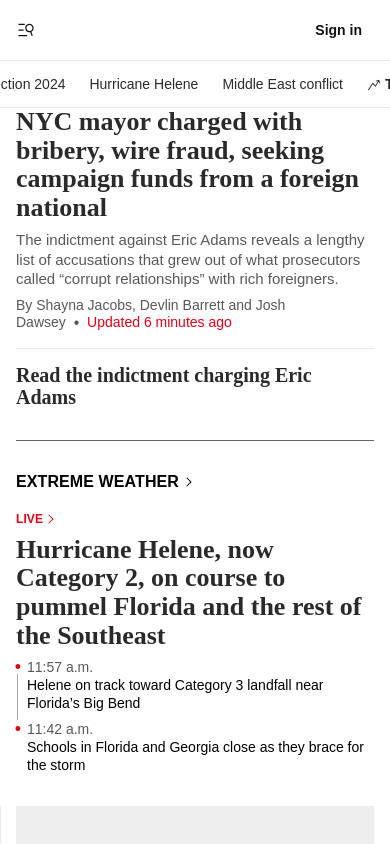 Sign in
ction 2024 Hurricane Helene Middle East conflict T
NYC mayor charged with
bribery, wire fraud, seeking
campaign funds from a foreign
national
The indictment against Eric Adams reveals a lengthy
list of accusations that grew out of what prosecutors
called “corrupt relationships” with rich foreigners.
By Shayna Jacobs, Devlin Barrett and Josh
Dawsey • Updated 6 minutes ago
Read the indictment charging Eric
Adams
EXTREME WEATHER
LIVE
Hurricane Helene, now
Category 2, on course to
pummel Florida and the rest of
the Southeast
11:57 a.m.
Helene on track toward Category 3 landfall near
Florida’s Big Bend
11:42 a.m.
Schools in Florida and Georgia close as they brace for
the storm